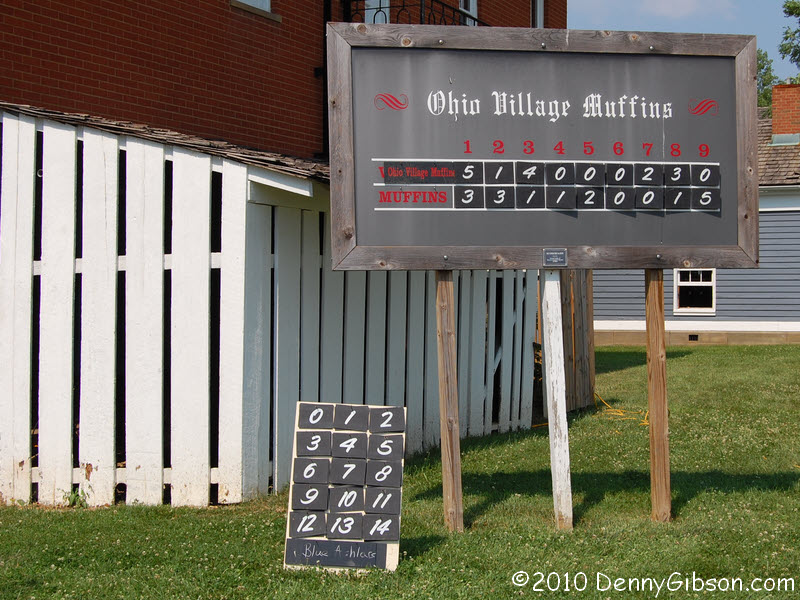 Ohio Village Muffins
1 2 3 4 5 6 7 8 9
V Ohio Village Muffins 5 1 4 0 0 0 2 3 0
MUFFINS 3 3 1 1 2 0 0 1 5
0 1 2
3 4 5
6 7 8
9 10 11
12 13 14
©2010 DennyGibson.com